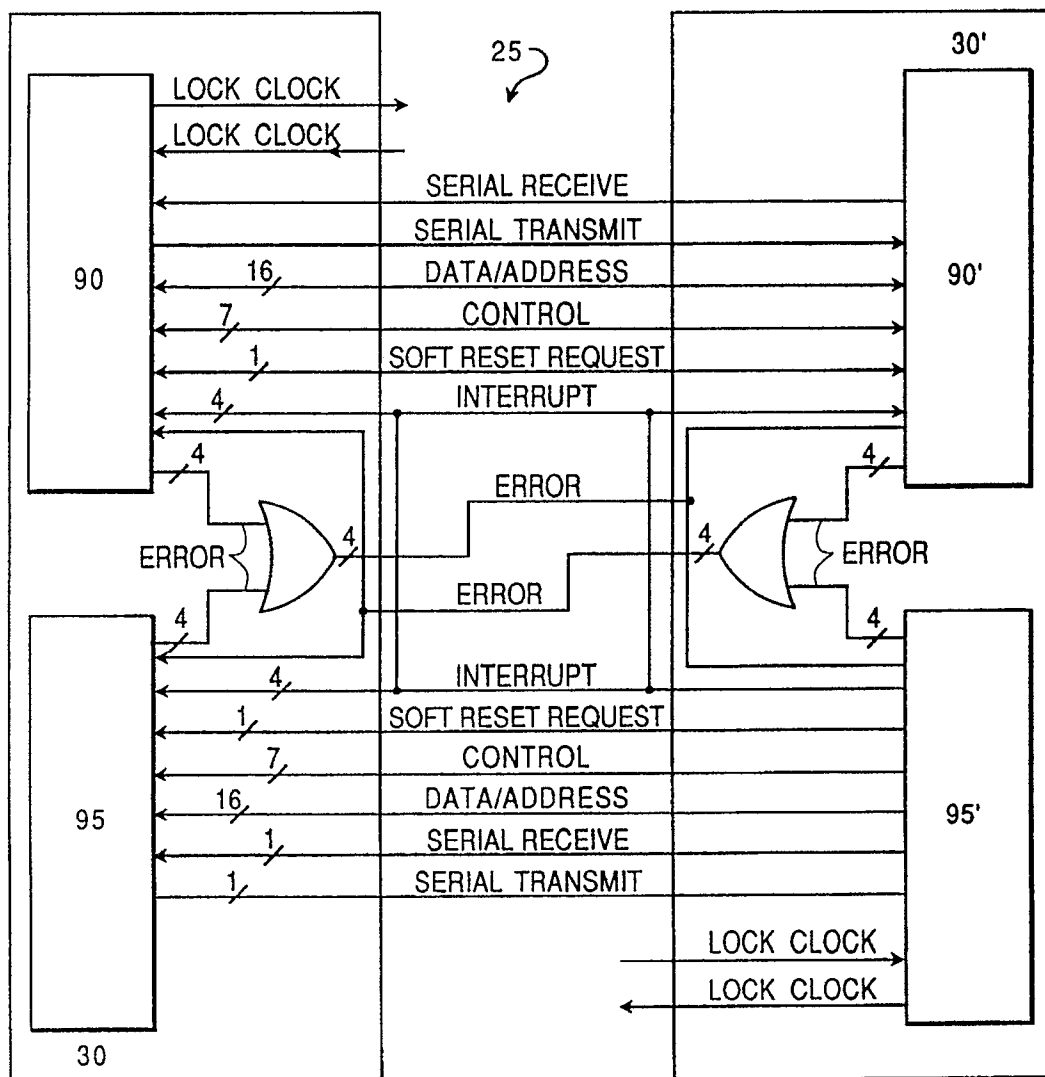 25
30'
LOCK CLOCK
LOCK CLOCK
SERIAL RECEIVE
SERIAL TRANSMIT
90
16
DATA/ADDRESS
90'
7
CONTROL
1
SOFT RESET REQUEST
4
INTERRUPT
4
4
ERROR
ERROR
4
4
ERROR
ERROR
4
4
4
INTERRUPT
1
SOFT RESET REQUEST
7
CONTROL
95
16
DATA/ADDRESS
95'
1
SERIAL RECEIVE
1
SERIAL TRANSMIT
LOCK CLOCK
LOCK CLOCK
30